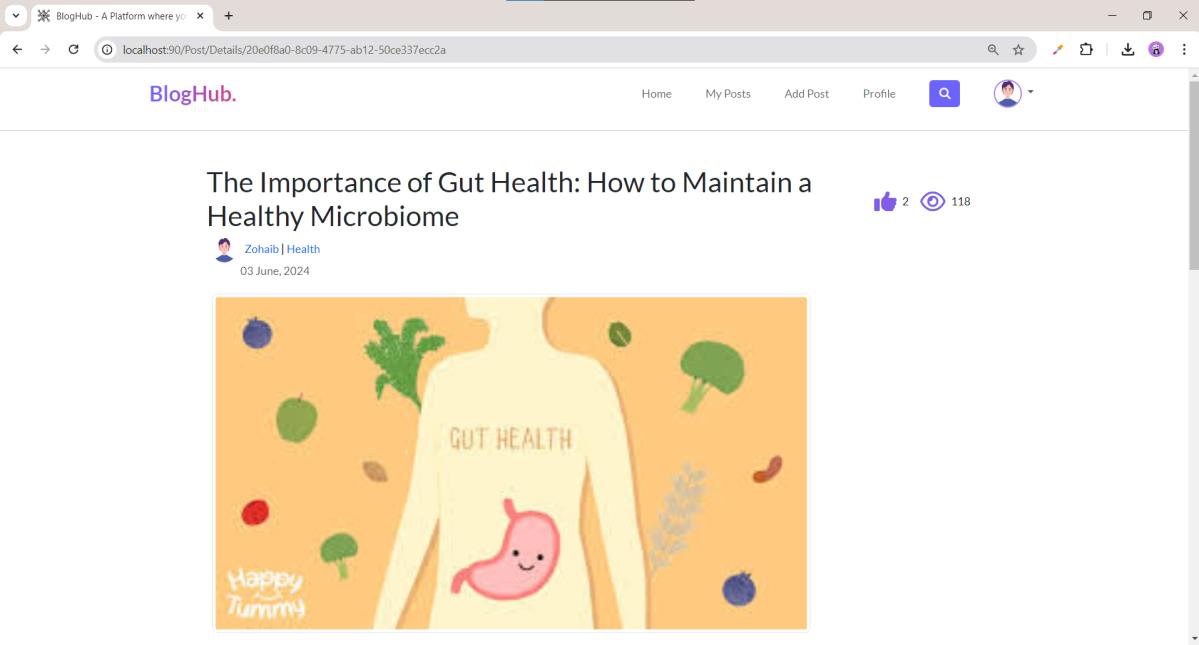 BlogHub - A Platform where yo
localhost:90/Post/Details/20e0f8a0-8c09-4775-ab12-50ce337ecc2a
BlogHub.
Home
My Posts
Add Post
Profile
The Importance of Gut Health: How to Maintain a
Healthy Microbiome
2
118
Zohaib | Health
03 June, 2024
GUT HEALTH
Happy
Tummy